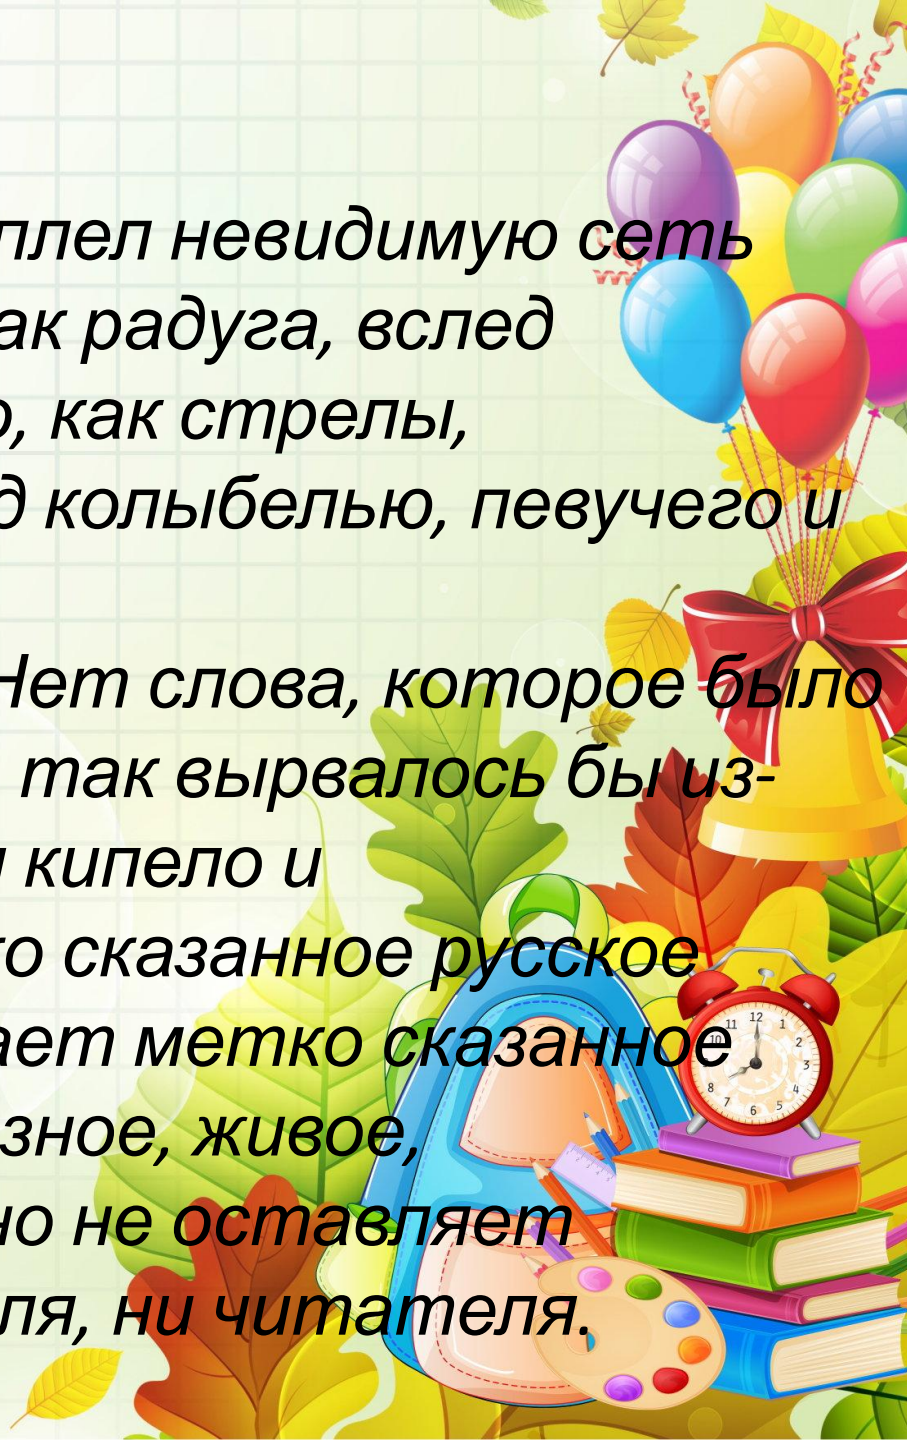 плел невидимую сеть
ак радуга, вслед
о, как стрелы,
д колыбелью, певучего и
Нет слова, которое было
так вырвалось бы из-
и кипело и
го сказанное русское
ает метко сказанное
зное, живое,
но не оставляет
ля, ни читателя.